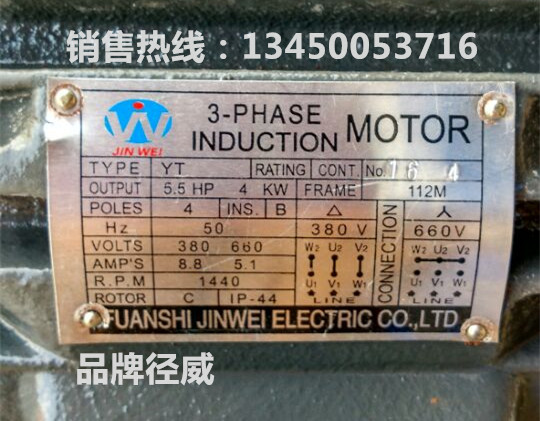 销售热线：13450053716
JIN WEI
3-PHASE
INDUCTION MOTOR
TYPE YT RATING CONT. No. 16 4
OUTPUT 5.5 HP 4 KW FRAME 112M
POLES 4 INS. B △ CONNECTION 人
Hz 50 380 V 660V
VOLTS 380 660 W2 U2 V2 W2 U2 V2
AMP'S 8.8 5.1
R.P.M 1440 U1 V1 W1 U1 V1 W1
ROTOR C IP-44 LINE LINE
FUANSHI JINWEI ELECTRIC CO.,LTD
品牌径威